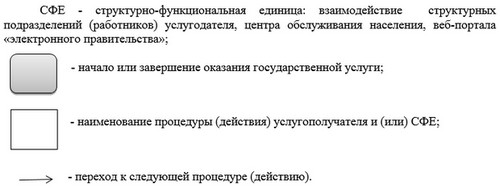 СФЕ - структурно-функциональная единица: взаимодействие структурных
подразделений (работников) услугодателя, центра обслуживания населения, веб-портала
«электронного правительства»;
- начало или завершение оказания государственной услуги;
- наименование процедуры (действия) услугополучателя и (или) СФЕ;
- переход к следующей процедуре (действию).